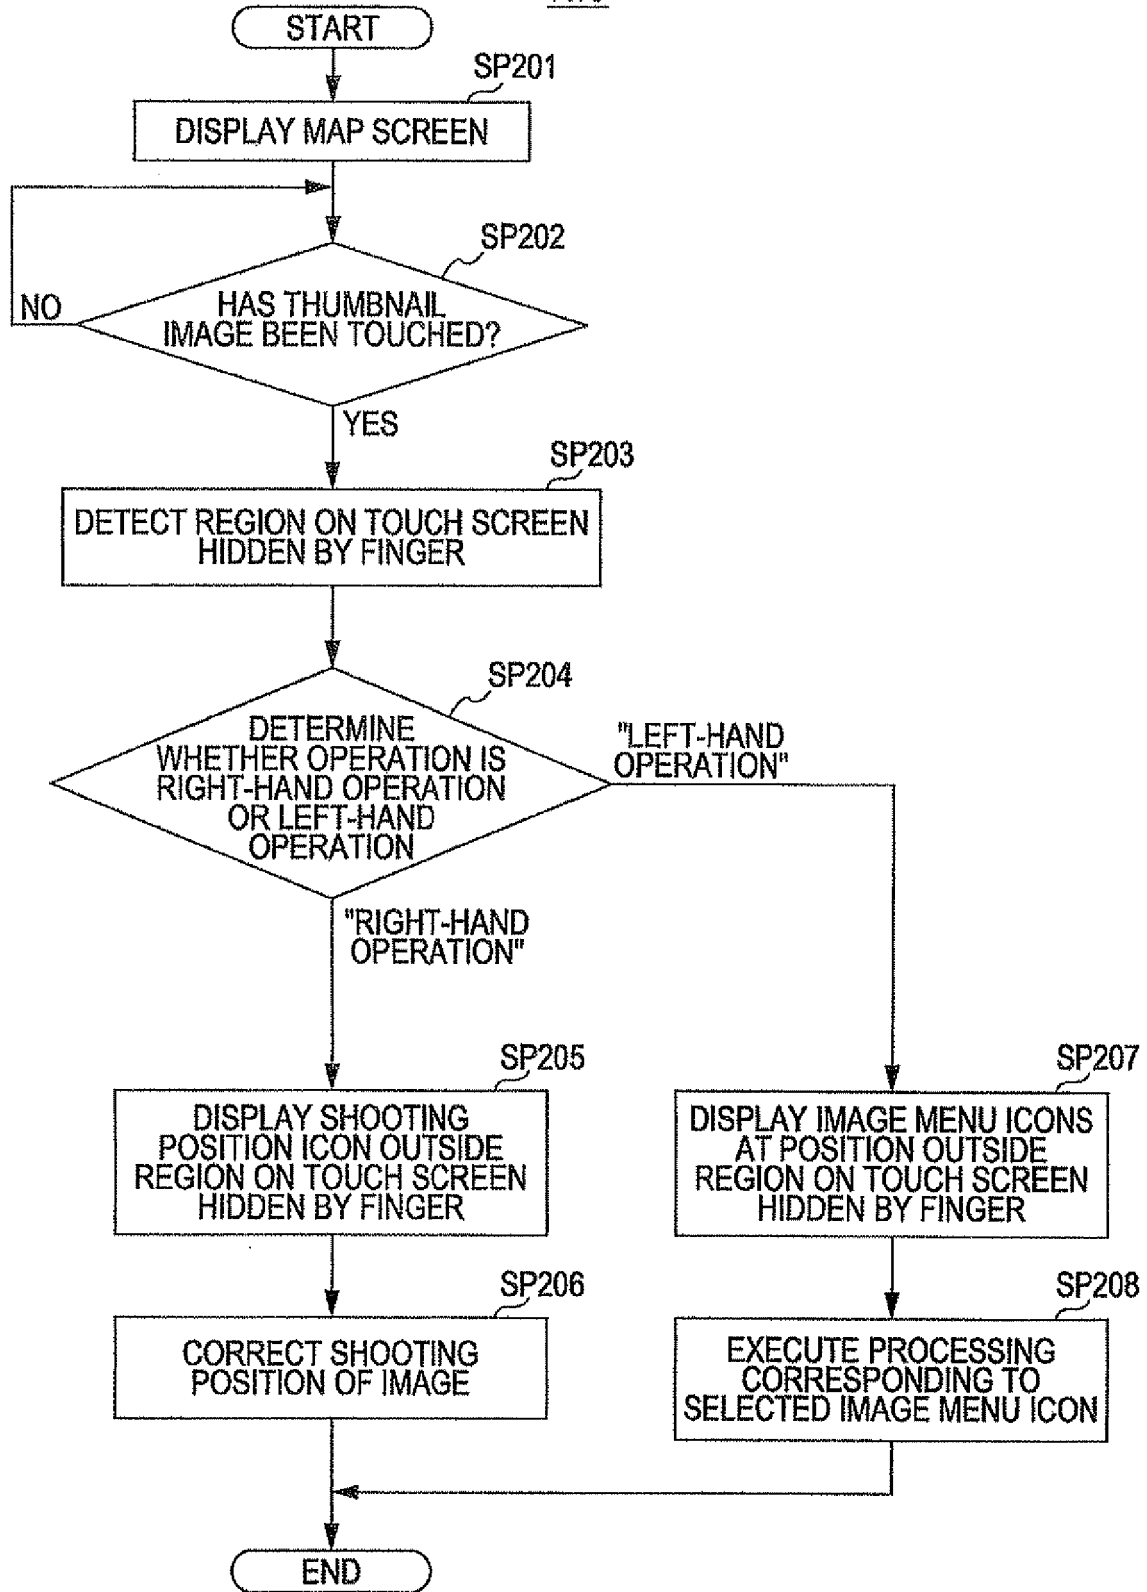 START
SP201
DISPLAY MAP SCREEN
SP202
HAS THUMBNAIL
IMAGE BEEN TOUCHED?
NO
YES
SP203
DETECT REGION ON TOUCH SCREEN
HIDDEN BY FINGER
SP204
DETERMINE
WHETHER OPERATION IS
RIGHT-HAND OPERATION
OR LEFT-HAND
OPERATION
"LEFT-HAND
OPERATION"
"RIGHT-HAND
OPERATION"
SP205
DISPLAY SHOOTING
POSITION ICON OUTSIDE
REGION ON TOUCH SCREEN
HIDDEN BY FINGER
SP207
DISPLAY IMAGE MENU ICONS
AT POSITION OUTSIDE
REGION ON TOUCH SCREEN
HIDDEN BY FINGER
SP206
CORRECT SHOOTING
POSITION OF IMAGE
SP208
EXECUTE PROCESSING
CORRESPONDING TO
SELECTED IMAGE MENU ICON
END